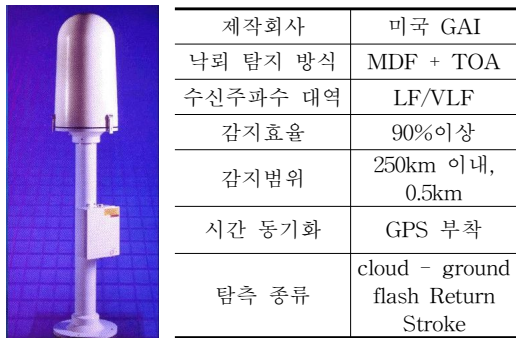 제작회사 미국 GAI
낙뢰 탐지 방식 MDF + TOA
수신주파수 대역 LF/VLF
감지효율 90%이상
감지범위 250km 이내,
0.5km
시간 동기화 GPS 부착
탐측 종류 cloud - ground
flash Return
Stroke